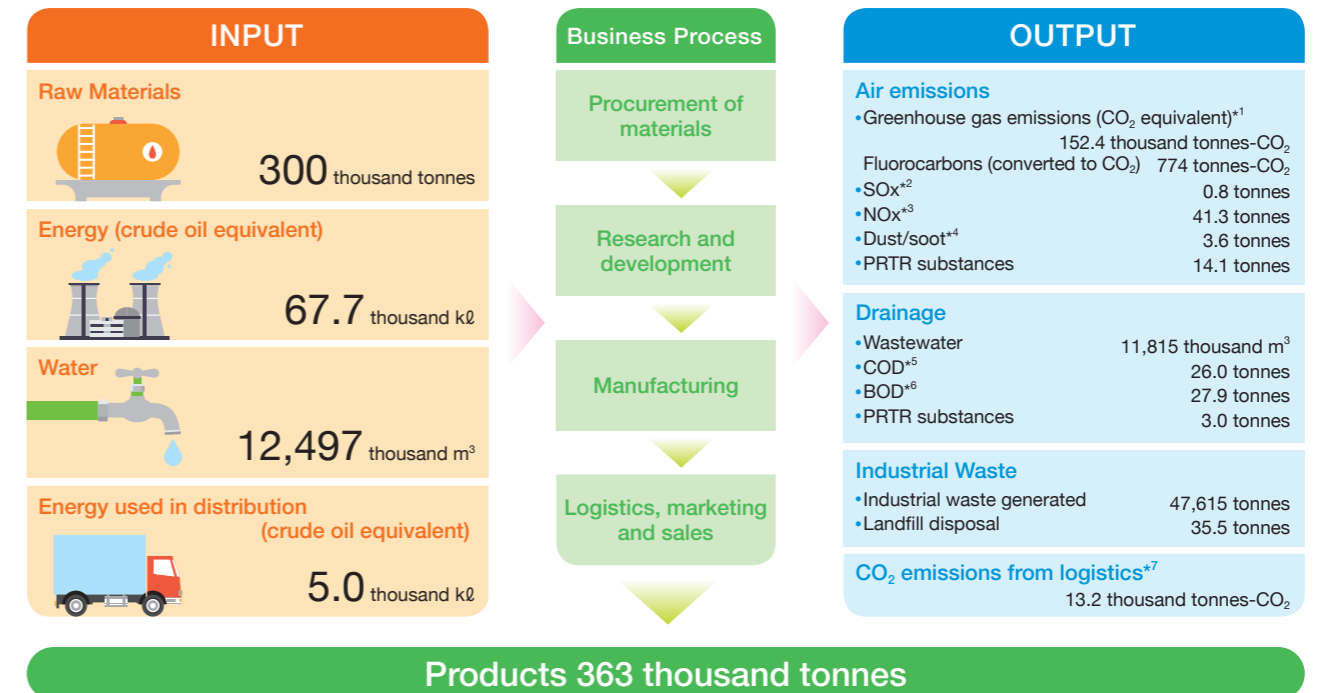 INPUT
Raw Materials
300 thousand tonnes
Energy (crude oil equivalent)
67.7 thousand kℓ
Water
12,497 thousand m³
Energy used in distribution
(crude oil equivalent)
5.0 thousand kℓ
Business Process
Procurement of
materials
Research and
development
Manufacturing
Logistics, marketing
and sales
OUTPUT
Air emissions
•Greenhouse gas emissions (CO₂ equivalent)*¹
152.4 thousand tonnes-CO₂
Fluorocarbons (converted to CO₂) 774 tonnes-CO₂
•SOx*² 0.8 tonnes
•NOx*³ 41.3 tonnes
•Dust/soot*⁴ 3.6 tonnes
•PRTR substances 14.1 tonnes
Drainage
•Wastewater 11,815 thousand m³
•COD*⁵ 26.0 tonnes
•BOD*⁶ 27.9 tonnes
•PRTR substances 3.0 tonnes
Industrial Waste
•Industrial waste generated 47,615 tonnes
•Landfill disposal 35.5 tonnes
CO₂ emissions from logistics*⁷
13.2 thousand tonnes-CO₂
Products 363 thousand tonnes